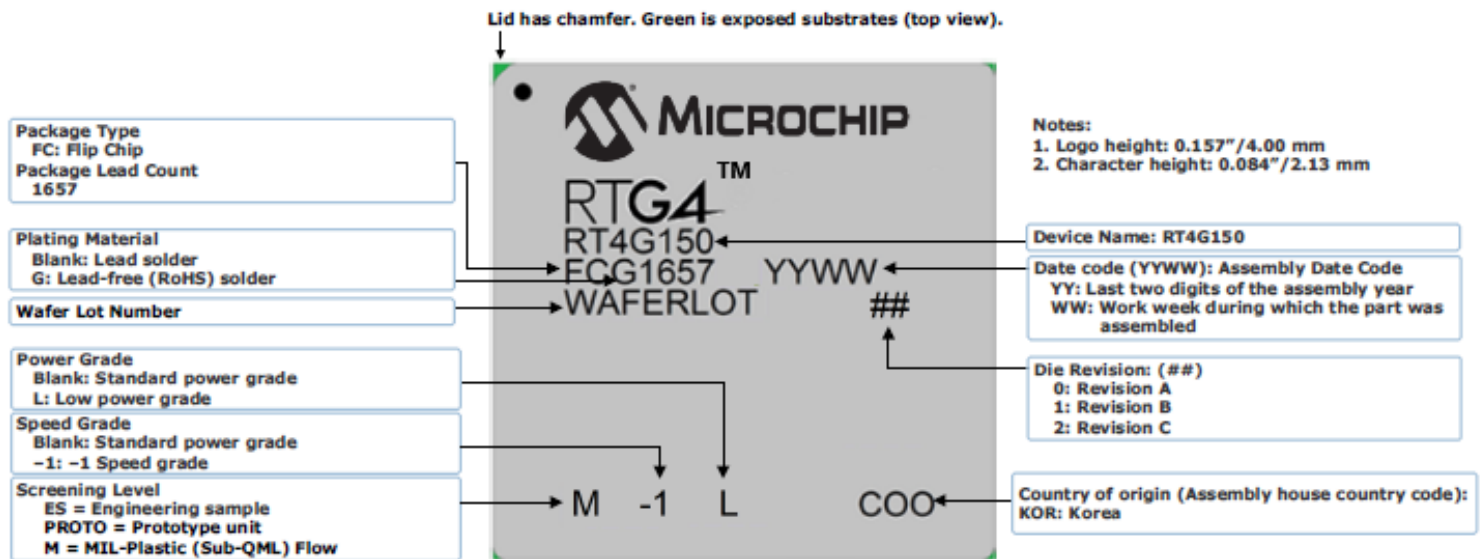 Lid has chamfer. Green is exposed substrates (top view).
MICROCHIP
TM
RTG4
RT4G150
FCG1657 YYWW
WAFERLOT
##
M -1 L COO
Package Type
FC: Flip Chip
Package Lead Count
1657
Plating Material
Blank: Lead solder
G: Lead-free (RoHS) solder
Wafer Lot Number
Power Grade
Blank: Standard power grade
L: Low power grade
Speed Grade
Blank: Standard power grade
–1: –1 Speed grade
Screening Level
ES = Engineering sample
PROTO = Prototype unit
M = MIL-Plastic (Sub-QML) Flow
Notes:
1. Logo height: 0.157″/4.00 mm
2. Character height: 0.084″/2.13 mm
Device Name: RT4G150
Date code (YYWW): Assembly Date Code
YY: Last two digits of the assembly year
WW: Work week during which the part was
assembled
Die Revision: (##)
0: Revision A
1: Revision B
2: Revision C
Country of origin (Assembly house country code):
KOR: Korea